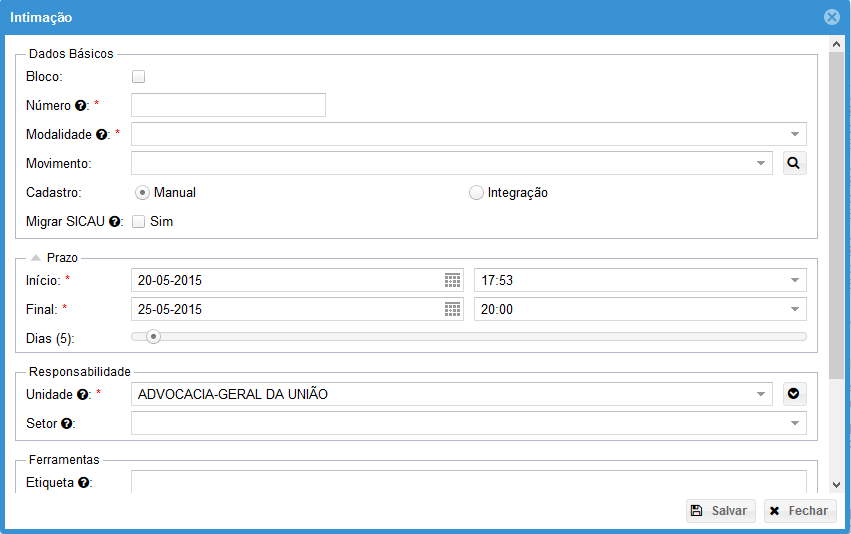 Intimação
Dados Básicos
Bloco:
Número ?: *
Modalidade ?: *
Movimento:
Cadastro: Manual Integração
Migrar SICAU ?: Sim
Prazo
Início: * 20-05-2015 17:53
Final: * 25-05-2015 20:00
Dias (5):
Responsabilidade
Unidade ?: * ADVOCACIA-GERAL DA UNIÃO
Setor ?:
Ferramentas
Etiqueta ?:
Salvar Fechar